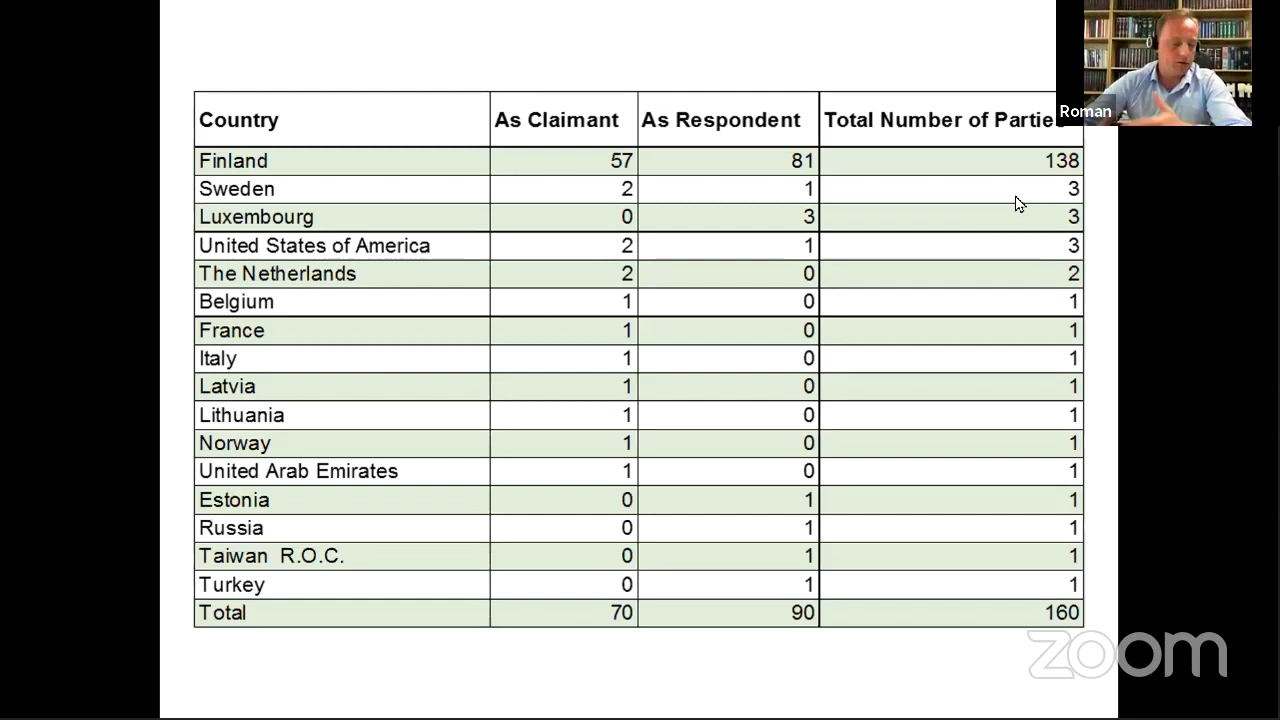 Country As Claimant As Respondent Total Number of Parties
Finland 57 81 138
Sweden 2 1 3
Luxembourg 0 3 3
United States of America 2 1 3
The Netherlands 2 0 2
Belgium 1 0 1
France 1 0 1
Italy 1 0 1
Latvia 1 0 1
Lithuania 1 0 1
Norway 1 0 1
United Arab Emirates 1 0 1
Estonia 0 1 1
Russia 0 1 1
Taiwan R.O.C. 0 1 1
Turkey 0 1 1
Total 70 90 160
Roman
zoom